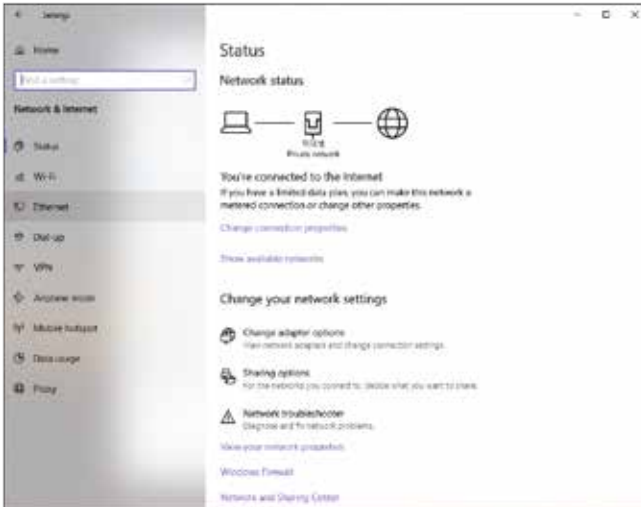 Settings
Home
Find a setting
Network & Internet
Status
Wi-Fi
Ethernet
Dial-up
VPN
Airplane mode
Mobile hotspot
Data usage
Proxy
Status
Network status
Private network
You're connected to the Internet
If you have a limited data plan, you can make this network a
metered connection or change other properties.
Change connection properties
Show available networks
Change your network settings
Change adapter options
View network adapters and change connection settings.
Sharing options
For the networks you connect to, decide what you want to share.
Network troubleshooter
Diagnose and fix network problems.
View your network properties
Windows Firewall
Network and Sharing Center